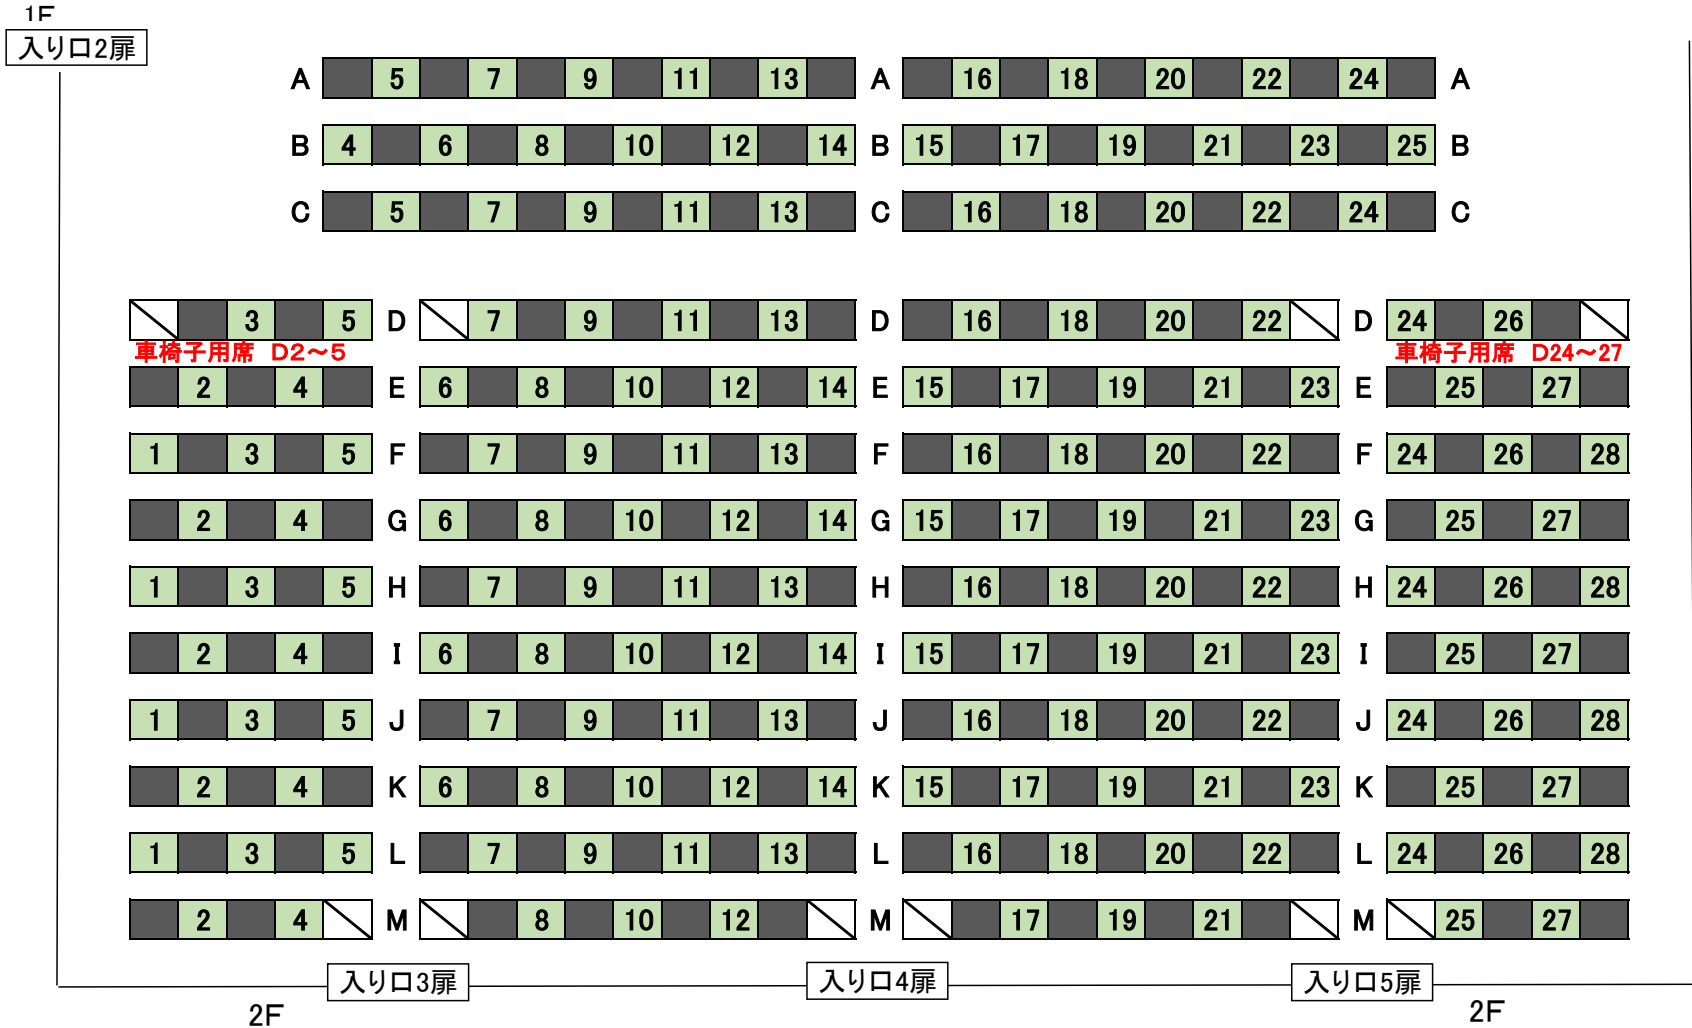 1F
入り口2扉
A 5 7 9 11 13 A 16 18 20 22 24 A
B 4 6 8 10 12 14 B 15 17 19 21 23 25 B
C 5 7 9 11 13 C 16 18 20 22 24 C
3 5 D 7 9 11 13 D 16 18 20 22 D 24 26
車椅子用席 D2～5 車椅子用席 D24～27
2 4 E 6 8 10 12 14 E 15 17 19 21 23 E 25 27
1 3 5 F 7 9 11 13 F 16 18 20 22 F 24 26 28
2 4 G 6 8 10 12 14 G 15 17 19 21 23 G 25 27
1 3 5 H 7 9 11 13 H 16 18 20 22 H 24 26 28
2 4 I 6 8 10 12 14 I 15 17 19 21 23 I 25 27
1 3 5 J 7 9 11 13 J 16 18 20 22 J 24 26 28
2 4 K 6 8 10 12 14 K 15 17 19 21 23 K 25 27
1 3 5 L 7 9 11 13 L 16 18 20 22 L 24 26 28
2 4 M 8 10 12 M 17 19 21 M 25 27
入り口3扉 入り口4扉 入り口5扉
2F 2F